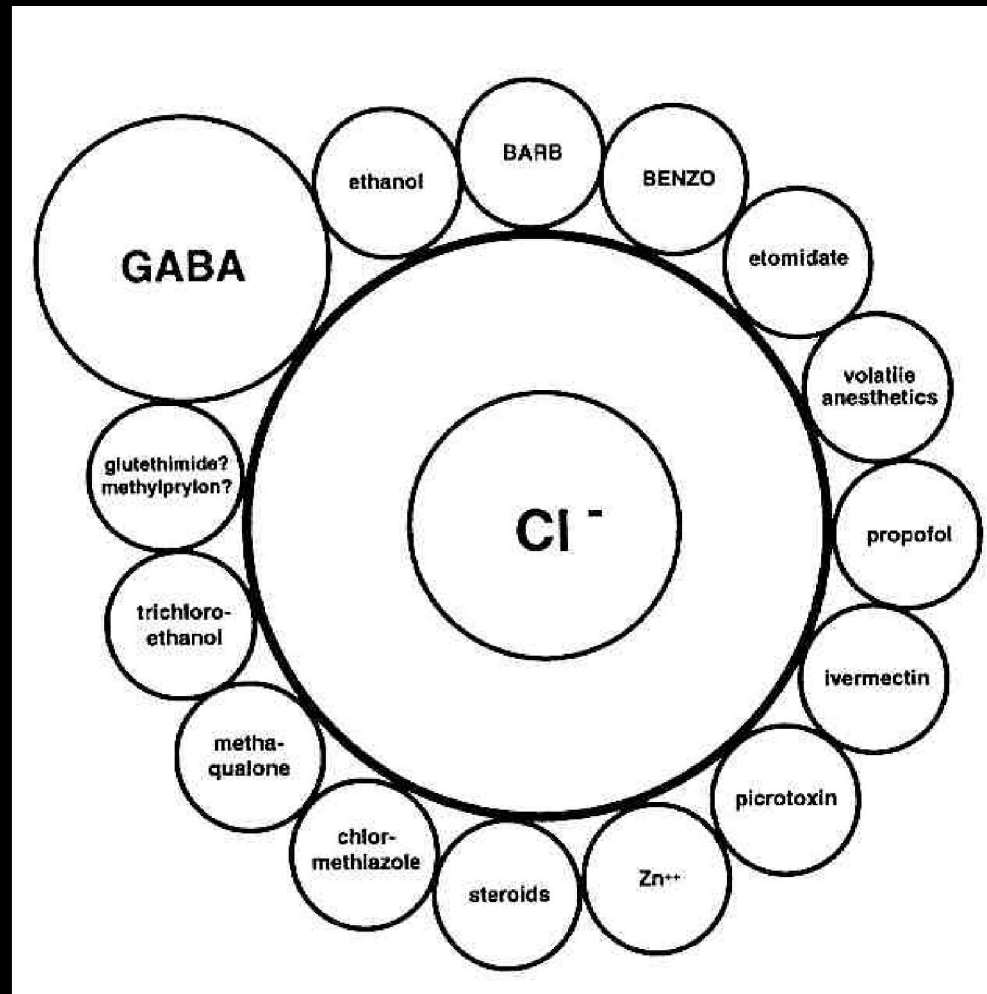 BARB
ethanol
BENZO
GABA
etomidate
volatile
anesthetics
glutethimide?
methylprylon?
Cl -
propofol
trichloro-
ethanol
ivermectin
metha-
qualone
picrotoxin
chlor-
methiazole
steroids
Zn++